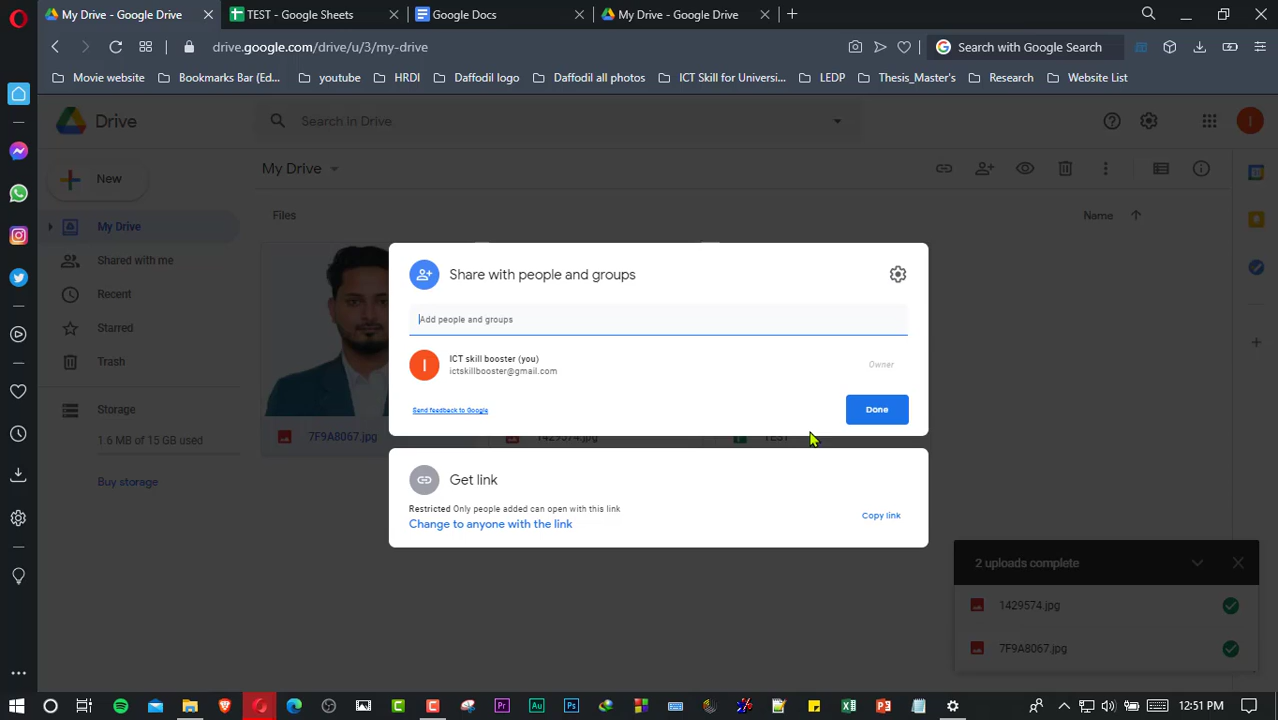 My Drive - Google Drive
TEST - Google Sheets
Google Docs
My Drive - Google Drive
drive.google.com/drive/u/3/my-drive
Search with Google Search
Movie website
Bookmarks Bar (Ed...
youtube
HRDI
Daffodil logo
Daffodil all photos
ICT Skill for Universi...
LEDP
Thesis_Master's
Research
Website List
Drive
Search in Drive
I
New
My Drive
My Drive
Files
Name
Shared with me
Recent
Starred
Trash
Storage
1.6 MB of 15 GB used
Buy storage
Share with people and groups
Add people and groups
I
ICT skill booster (you)
ictskillbooster@gmail.com
Owner
Send feedback to Google
Done
7F9A8067.jpg
1429574.jpg
TEST
Get link
Restricted Only people added can open with this link
Change to anyone with the link
Copy link
2 uploads complete
1429574.jpg
7F9A8067.jpg
Pr
Au
Ps
12:51 PM